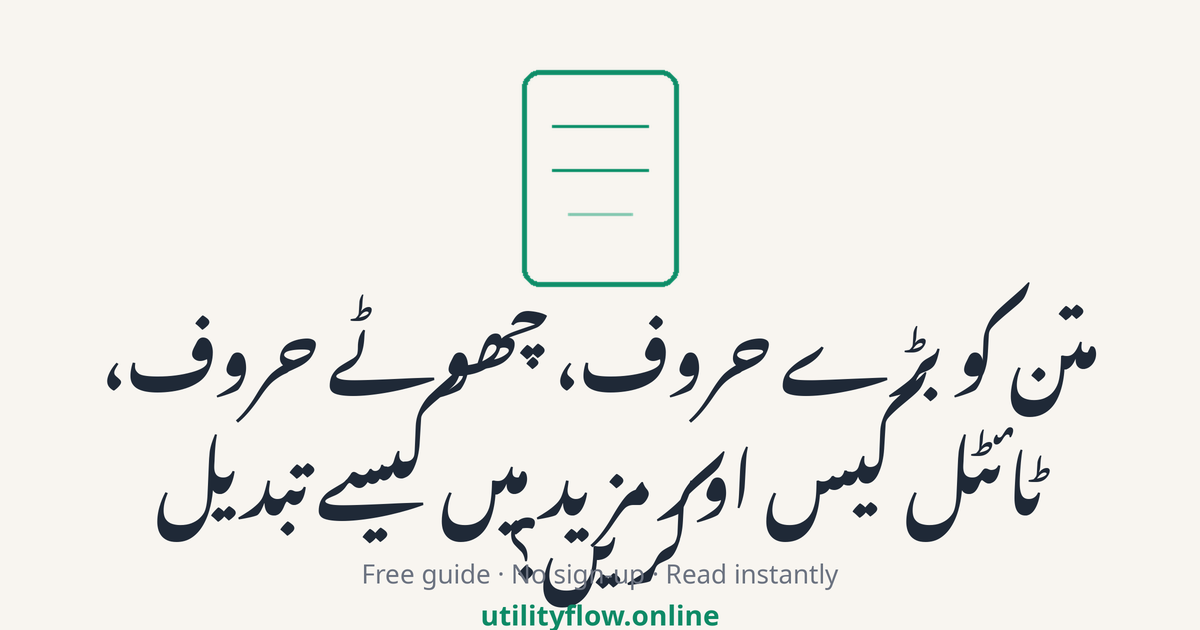 متن کو بڑے حروف، چھوٹے حروف،
ٹائٹل کیس اور مزید میں کیسے تبدیل
کریں؟
Free guide · No sign-up · Read instantly
utilityflow.online